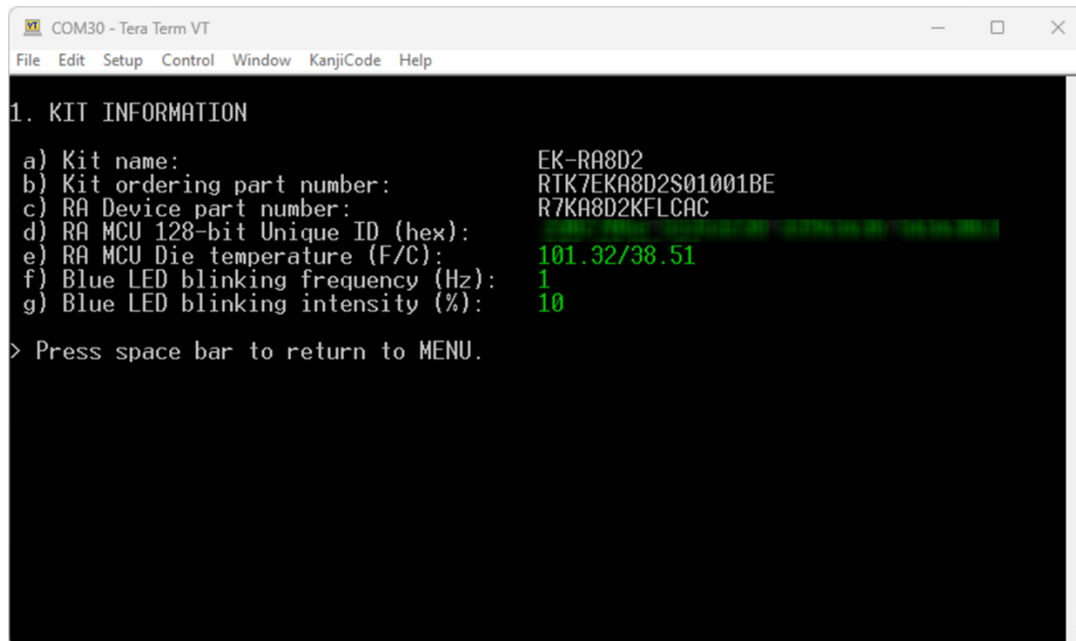 COM30 - Tera Term VT
File Edit Setup Control Window KanjiCode Help
1. KIT INFORMATION
a) Kit name: EK-RA8D2
b) Kit ordering part number: RTK7EKA8D2S01001BE
c) RA Device part number: R7KA8D2KFLCAC
d) RA MCU 128-bit Unique ID (hex):
e) RA MCU Die temperature (F/C): 101.32/38.51
f) Blue LED blinking frequency (Hz): 1
g) Blue LED blinking intensity (%): 10
> Press space bar to return to MENU.